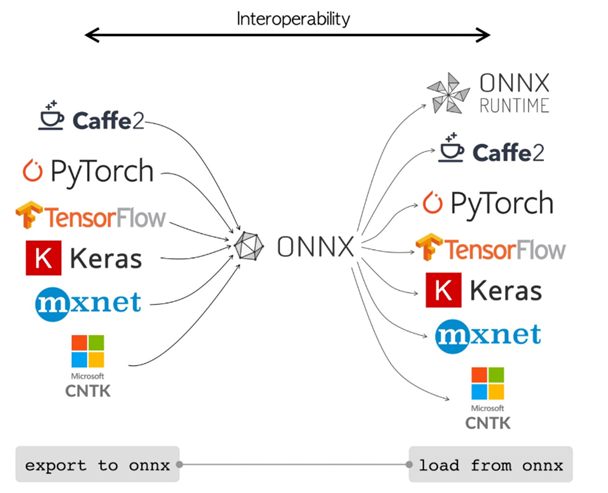 Interoperability
Caffe2
PyTorch
TensorFlow
K Keras
mxnet
Microsoft
CNTK
ONNX
ONNX
RUNTIME
Caffe2
PyTorch
TensorFlow
K Keras
mxnet
Microsoft
CNTK
export to onnx
load from onnx